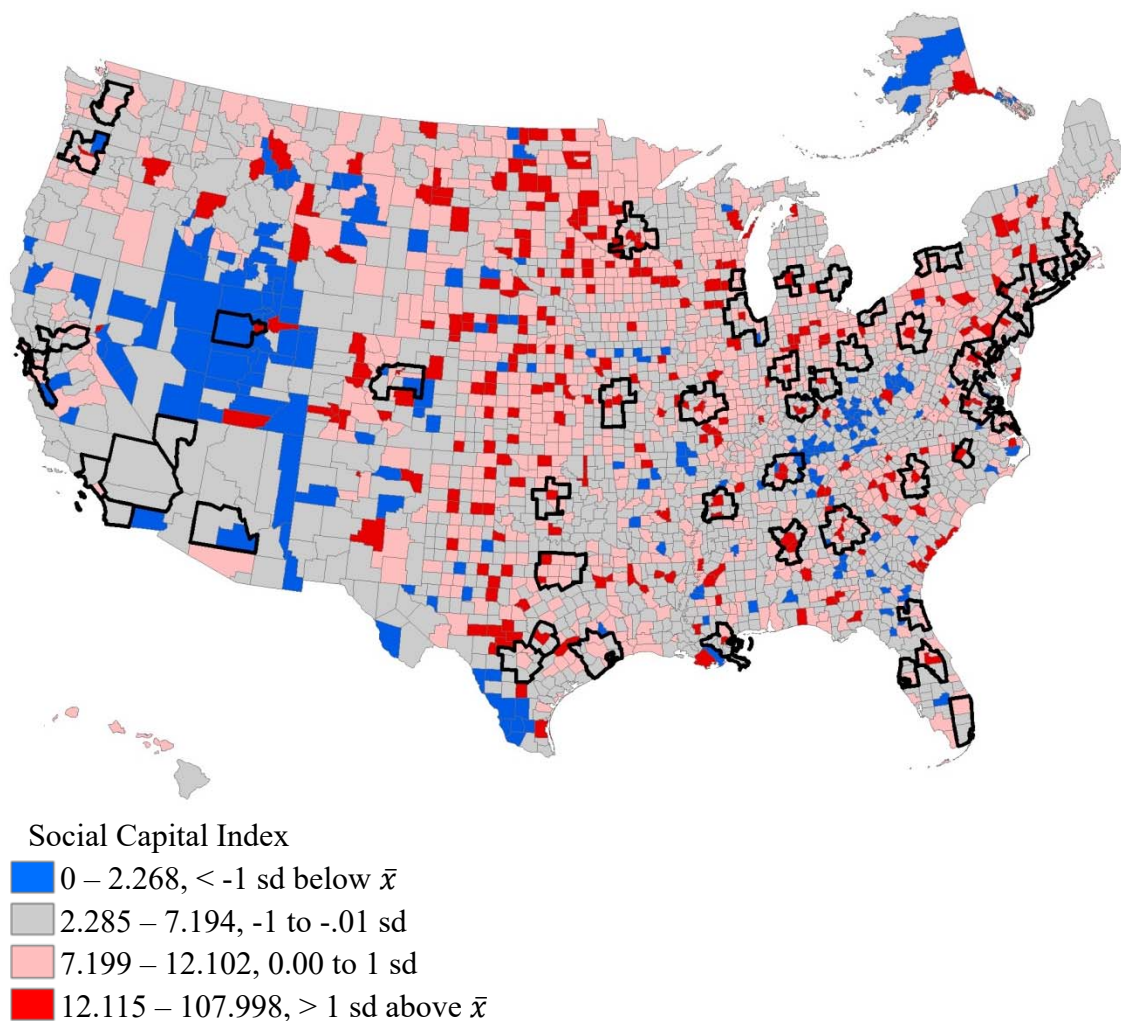 Social Capital Index
0 – 2.268, < -1 sd below x̄
2.285 – 7.194, -1 to -.01 sd
7.199 – 12.102, 0.00 to 1 sd
12.115 – 107.998, > 1 sd above x̄